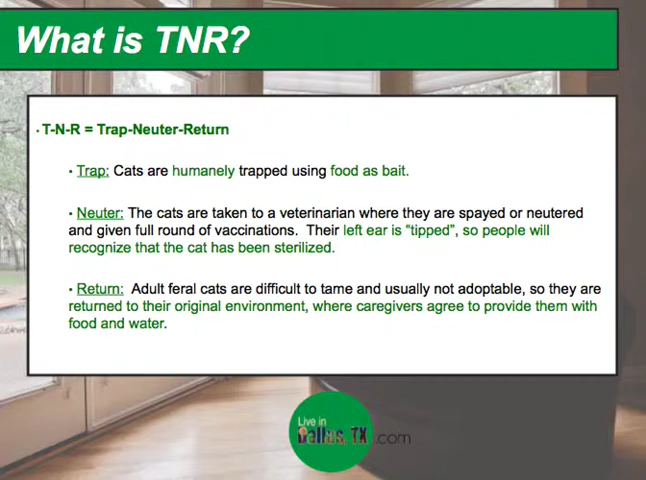 What is TNR?
• T-N-R = Trap-Neuter-Return
• Trap: Cats are humanely trapped using food as bait.
• Neuter: The cats are taken to a veterinarian where they are spayed or neutered
and given full round of vaccinations. Their left ear is “tipped”, so people will
recognize that the cat has been sterilized.
• Return: Adult feral cats are difficult to tame and usually not adoptable, so they are
returned to their original environment, where caregivers agree to provide them with
food and water.
Live in
Dallas, TX.com